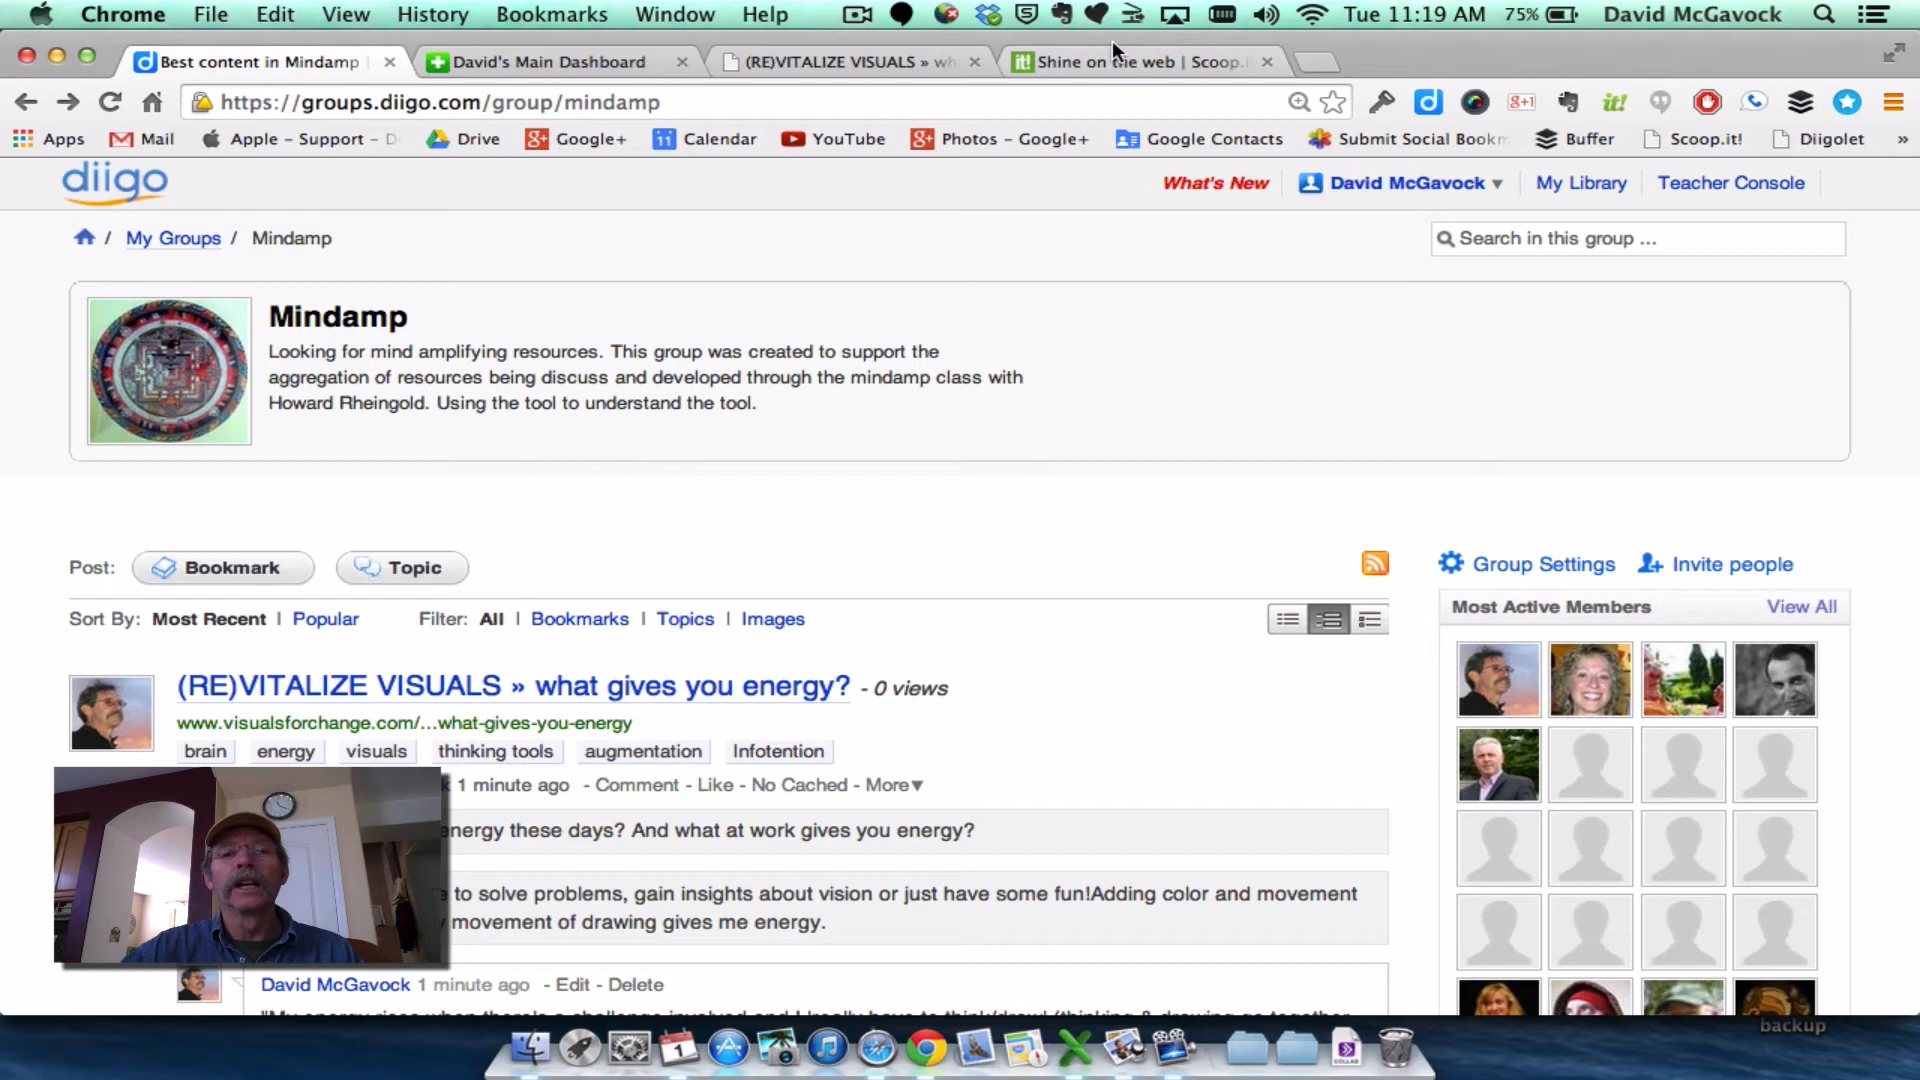 Chrome File Edit View History Bookmarks Window Help Tue 11:19 AM 75% David McGavock
Best content in Mindamp
David's Main Dashboard
(RE)VITALIZE VISUALS » wh
Shine on the web | Scoop.
https://groups.diigo.com/group/mindamp
Apps Mail Apple – Support – D Drive Google+ Calendar YouTube Photos – Google+ Google Contacts Submit Social Bookm Buffer Scoop.it! Diigolet »
diigo
What's New David McGavock ▼ My Library Teacher Console
/ My Groups / Mindamp
Search in this group ...
Mindamp
Looking for mind amplifying resources. This group was created to support the
aggregation of resources being discuss and developed through the mindamp class with
Howard Rheingold. Using the tool to understand the tool.
Post: Bookmark Topic
Group Settings Invite people
Sort By: Most Recent | Popular Filter: All | Bookmarks | Topics | Images
Most Active Members View All
(RE)VITALIZE VISUALS » what gives you energy? - 0 views
www.visualsforchange.com/...what-gives-you-energy
brain energy visuals thinking tools augmentation Infotention
1 minute ago - Comment - Like - No Cached - More▼
energy these days? And what at work gives you energy?
to solve problems, gain insights about vision or just have some fun!Adding color and movement
movement of drawing gives me energy.
David McGavock 1 minute ago - Edit - Delete
backup